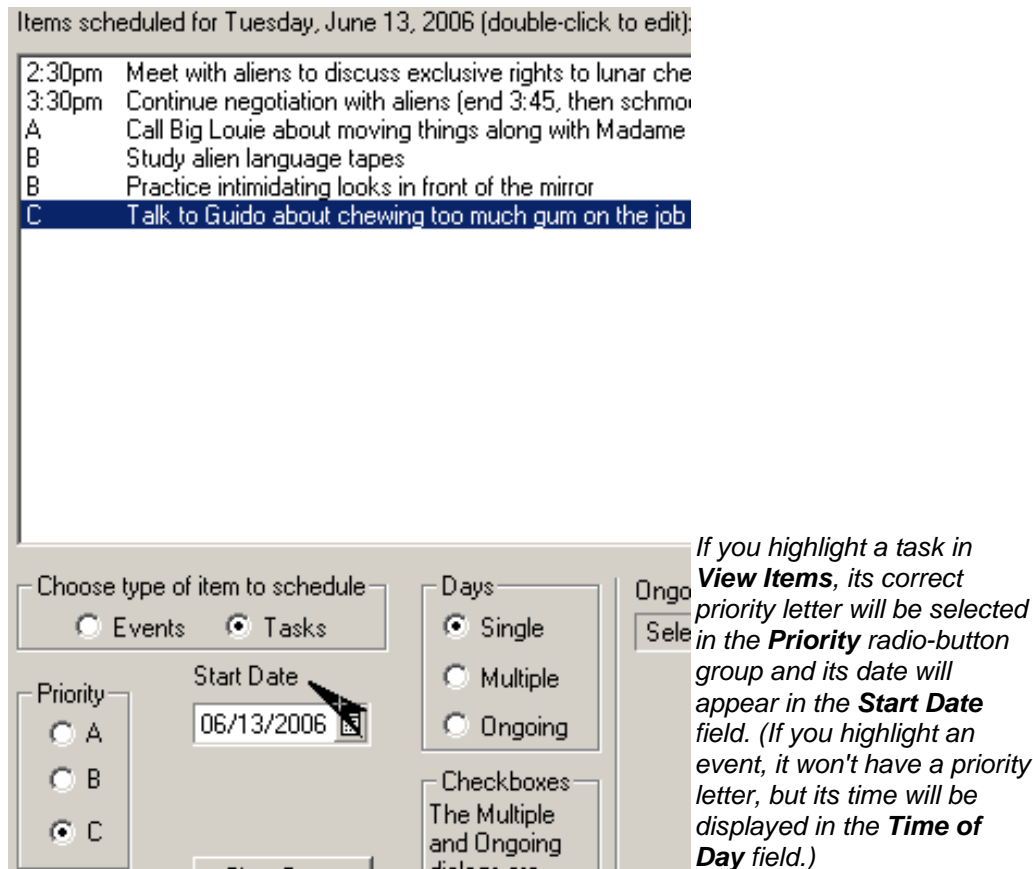 Items scheduled for Tuesday, June 13, 2006 (double-click to edit):
2:30pm Meet with aliens to discuss exclusive rights to lunar che
3:30pm Continue negotiation with aliens (end 3:45, then schmo
A Call Big Louie about moving things along with Madame
B Study alien language tapes
B Practice intimidating looks in front of the mirror
C Talk to Guido about chewing too much gum on the job
Choose type of item to schedule
Events Tasks
Priority
A
B
C
Start Date
06/13/2006
Days
Single
Multiple
Ongoing
Checkboxes
The Multiple
and Ongoing
Ongo
Sele
If you highlight a task in
View Items, its correct
priority letter will be selected
in the Priority radio-button
group and its date will
appear in the Start Date
field. (If you highlight an
event, it won't have a priority
letter, but its time will be
displayed in the Time of
Day field.)